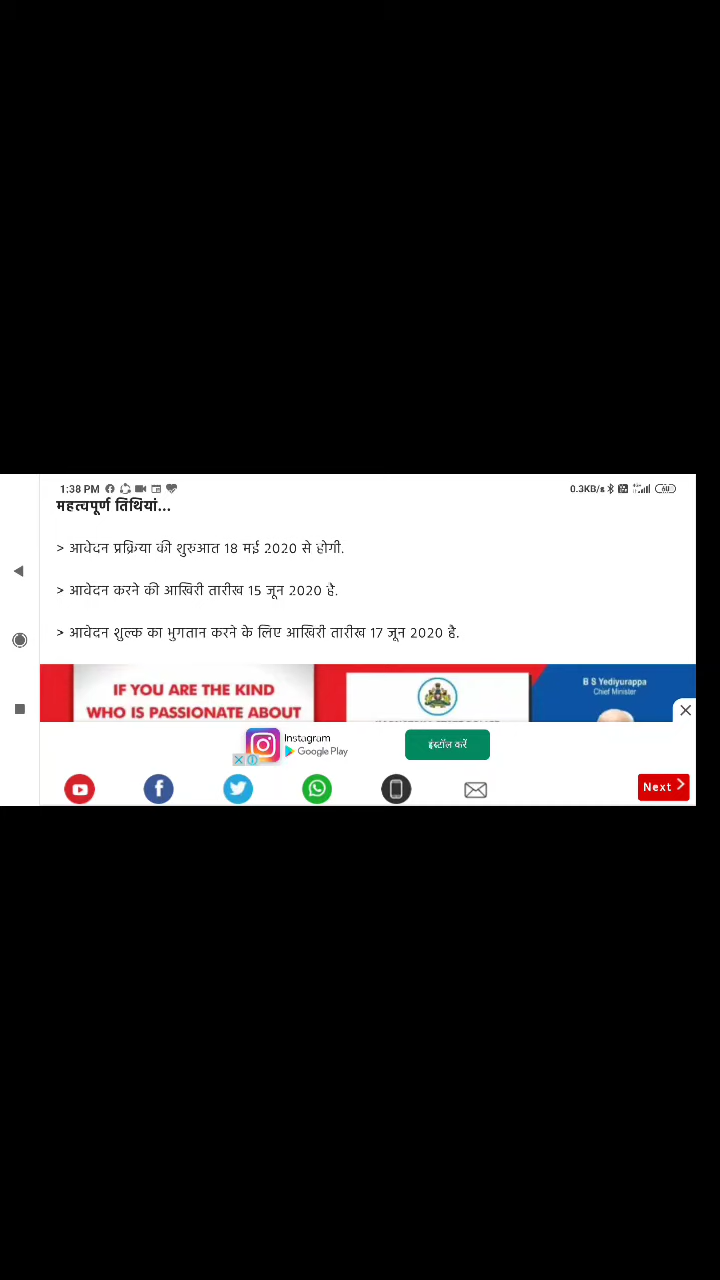 1:38 PM
0.3KB/s 60
महत्वपूर्ण तिथियां...
> आवेदन प्रक्रिया की शुरुआत 18 मई 2020 से होगी.
> आवेदन करने की आखिरी तारीख 15 जून 2020 है.
> आवेदन शुल्क का भुगतान करने के लिए आखिरी तारीख 17 जून 2020 है.
IF YOU ARE THE KIND
WHO IS PASSIONATE ABOUT
B S Yediyurappa
Chief Minister
Instagram
Google Play
इंस्टॉल करें
Next >